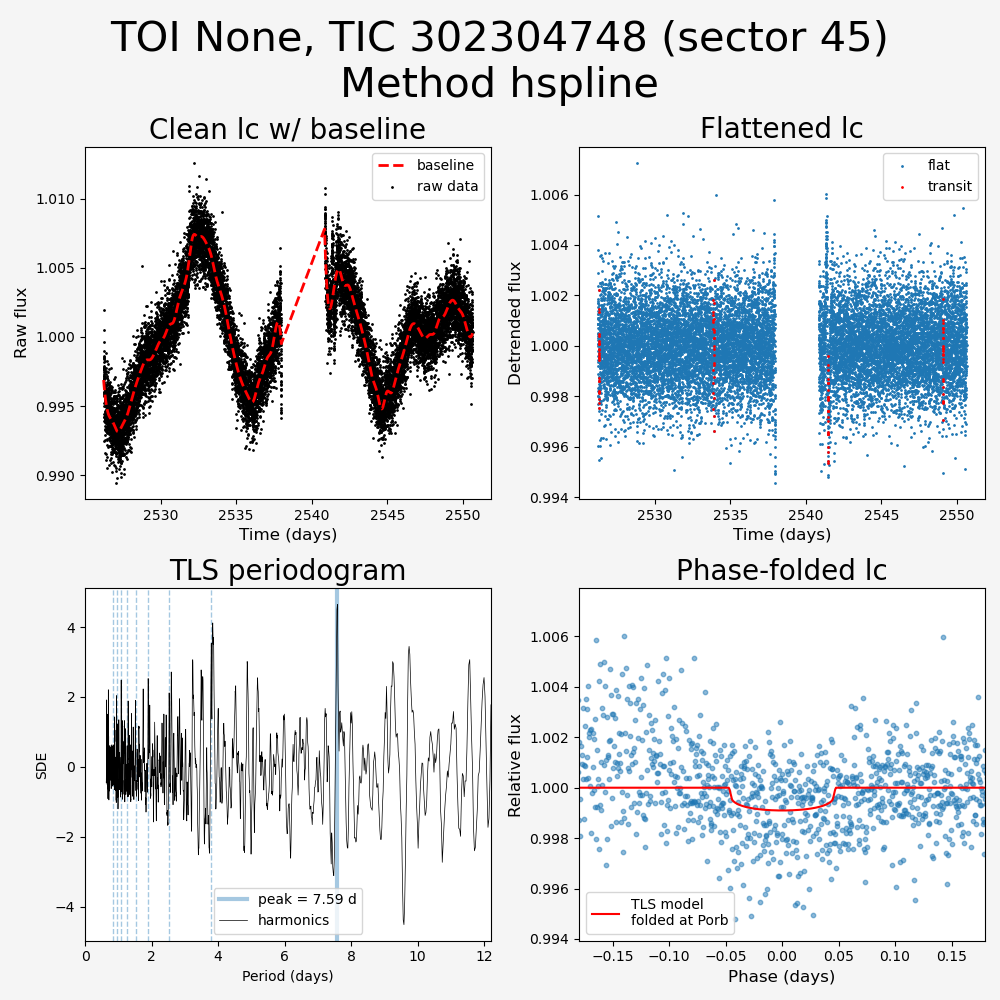 TOI None, TIC 302304748 (sector 45)
Method hspline
Clean lc w/ baseline
baseline
raw data
1.010
1.005
1.000
0.995
0.990
Raw flux
2530
2535
2540
2545
2550
Time (days)
Flattened lc
flat
transit
1.006
1.004
1.002
1.000
0.998
0.996
0.994
Detrended flux
2530
2535
2540
2545
2550
Time (days)
TLS periodogram
4
2
0
−2
−4
SDE
peak = 7.59 d
harmonics
0
2
4
6
8
10
12
Period (days)
Phase-folded lc
1.006
1.004
1.002
1.000
0.998
0.996
0.994
Relative flux
TLS model
folded at Porb
−0.15
−0.10
−0.05
0.00
0.05
0.10
0.15
Phase (days)